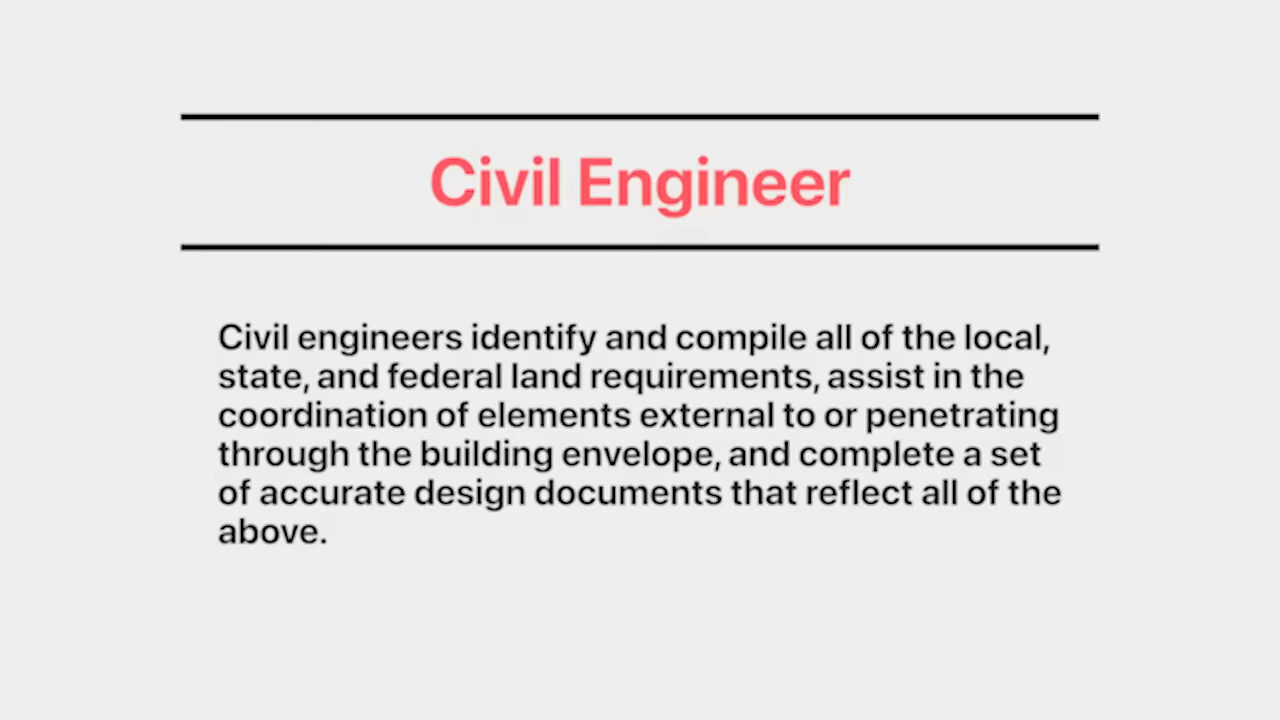 Civil Engineer
Civil engineers identify and compile all of the local,
state, and federal land requirements, assist in the
coordination of elements external to or penetrating
through the building envelope, and complete a set
of accurate design documents that reflect all of the
above.